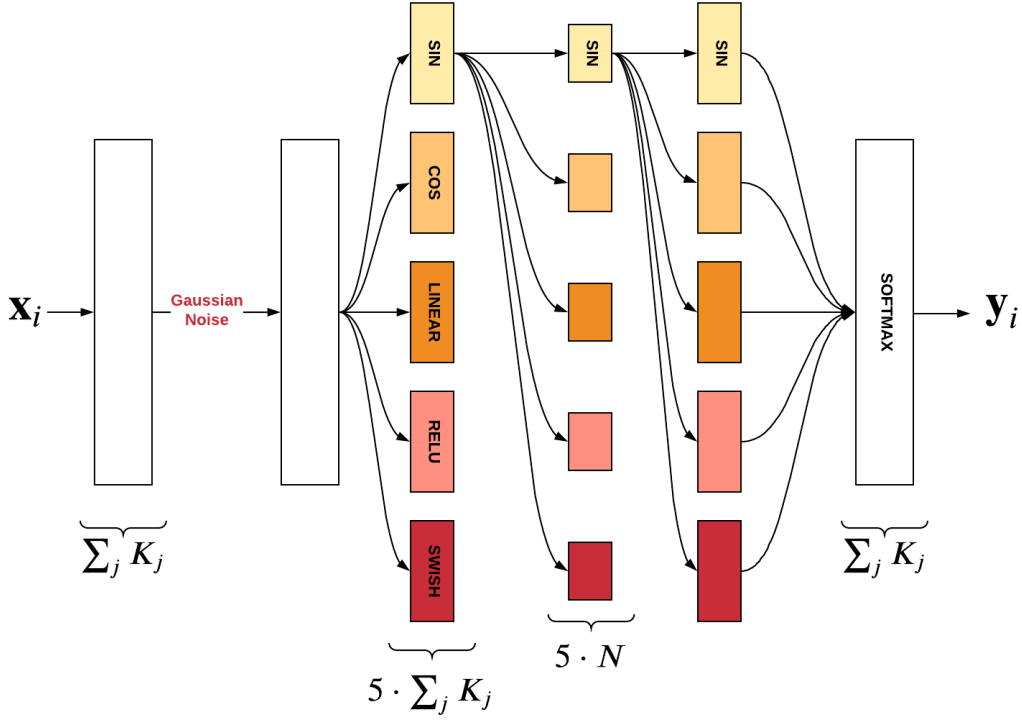 SIN
SIN
SIN
COS
x_i
Gaussian
Noise
LINEAR
SOFTMAX
y_i
RELU
SWISH
∑_j K_j
∑_j K_j
5 · ∑_j K_j
5 · N